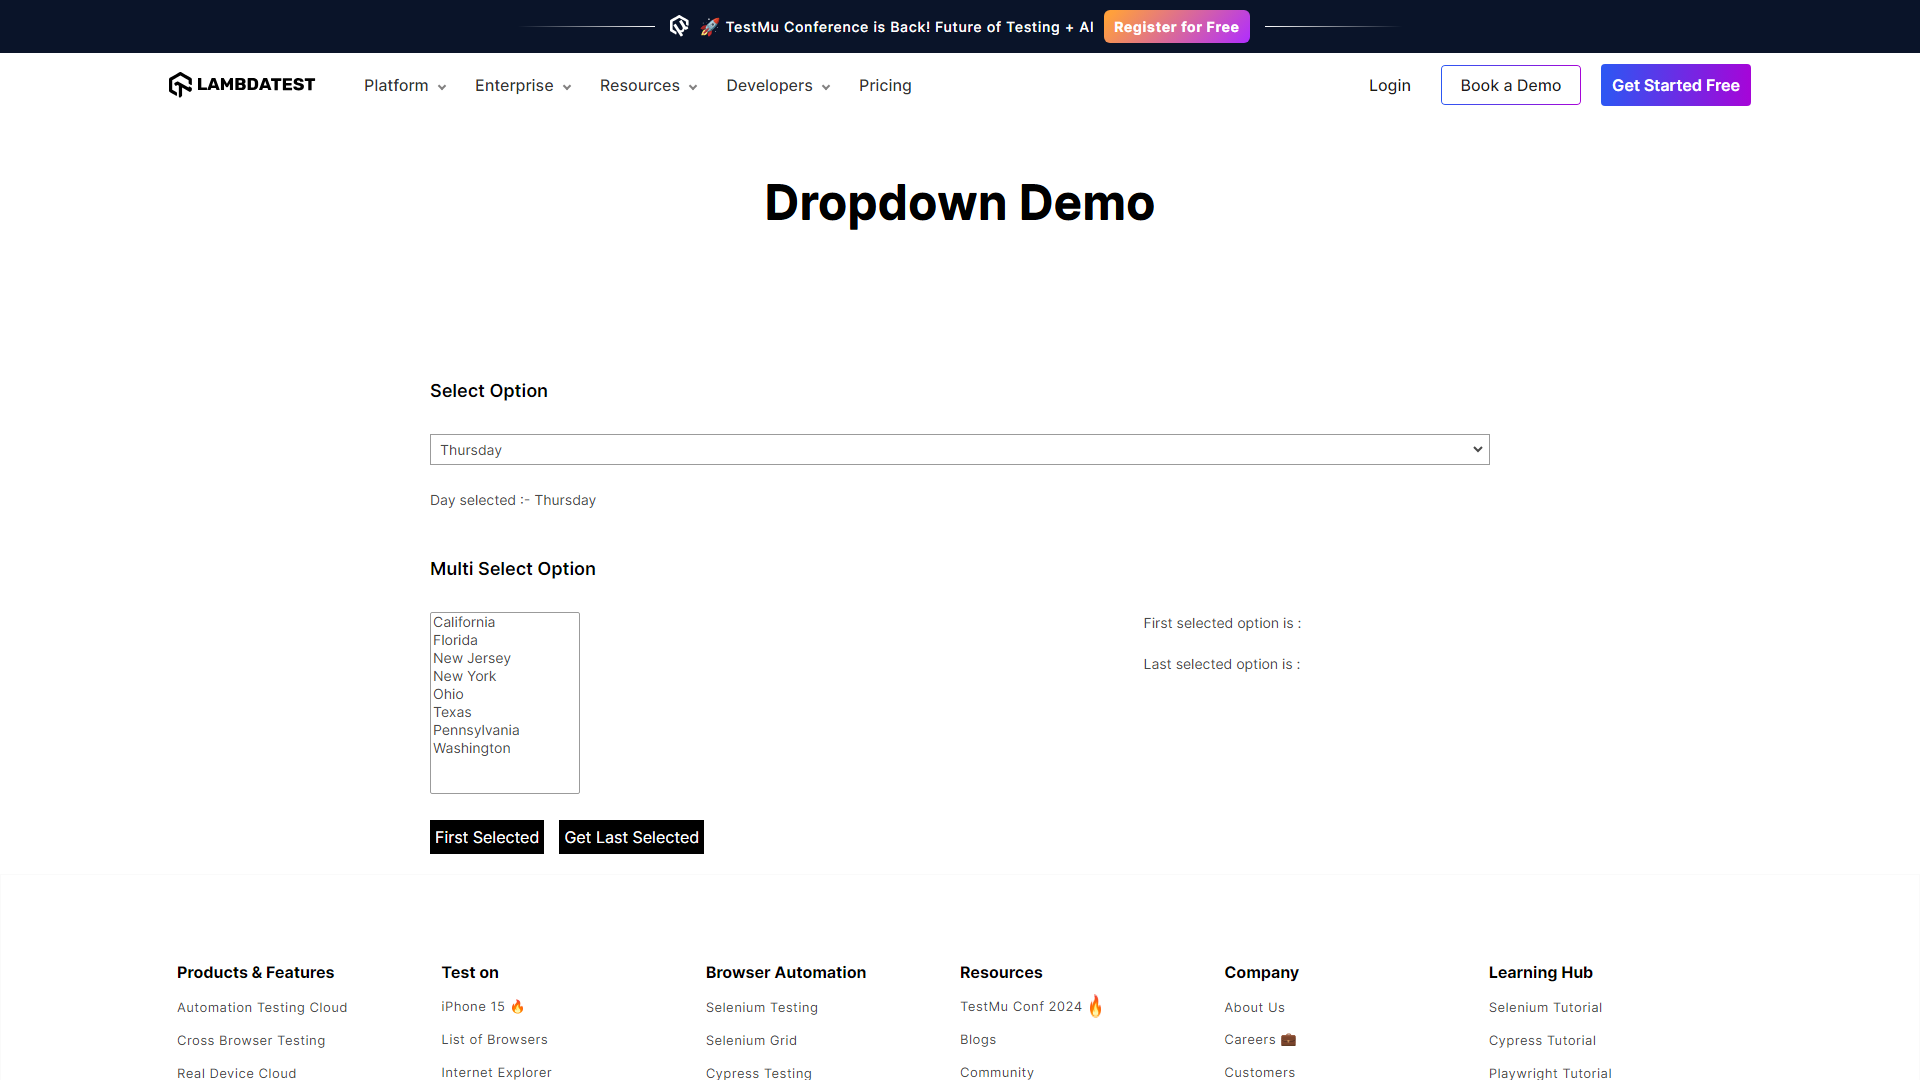 🚀 TestMu Conference is Back! Future of Testing + AI Register for Free
LAMBDATEST Platform Enterprise Resources Developers Pricing Login Book a Demo Get Started Free
Dropdown Demo
Select Option
Thursday
Day selected :- Thursday
Multi Select Option
California
Florida
New Jersey
New York
Ohio
Texas
Pennsylvania
Washington
First selected option is :
Last selected option is :
First Selected Get Last Selected
Products & Features
Automation Testing Cloud
Cross Browser Testing
Real Device Cloud
Test on
iPhone 15 🔥
List of Browsers
Internet Explorer
Browser Automation
Selenium Testing
Selenium Grid
Cypress Testing
Resources
TestMu Conf 2024 🔥
Blogs
Community
Company
About Us
Careers 💼
Customers
Learning Hub
Selenium Tutorial
Cypress Tutorial
Playwright Tutorial